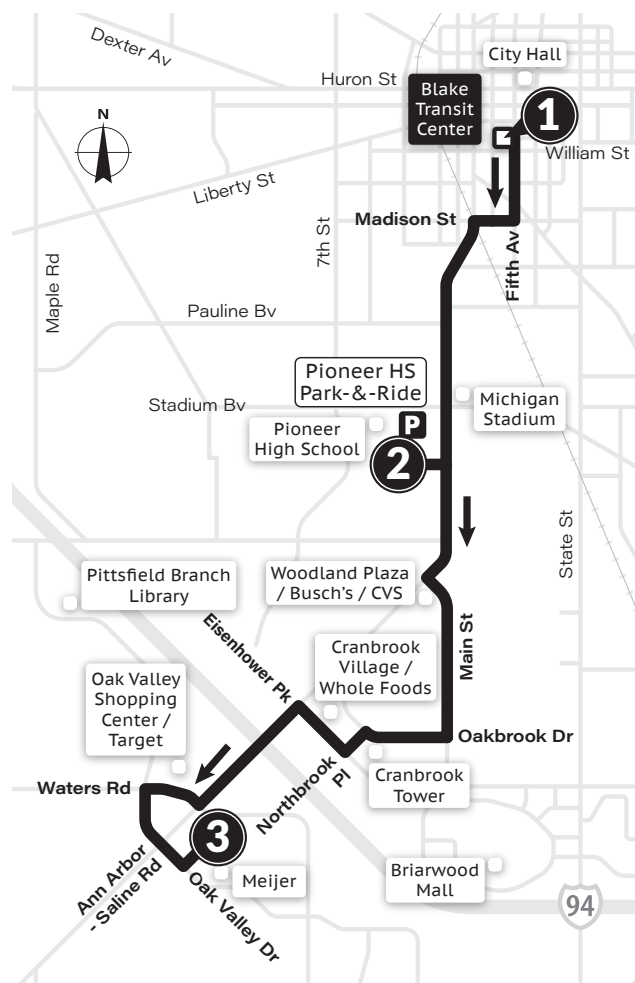 Dexter Av
City Hall
Huron St
Blake
Transit
Center
1
N
William St
Liberty St
Madison St
7th St
Fifth Av
Maple Rd
Pauline Bv
Pioneer HS
Park-&-Ride
Stadium Bv
Michigan
Stadium
P
Pioneer
High School
2
State St
Pittsfield Branch
Library
Woodland Plaza
/ Busch's / CVS
Main St
Eisenhower Pk
Cranbrook
Village /
Whole Foods
Oak Valley
Shopping
Center /
Target
Oakbrook Dr
Waters Rd
Northbrook
Pl
Cranbrook
Tower
3
Ann Arbor
- Saline Rd
Meijer
Oak Valley Dr
Briarwood
Mall
94